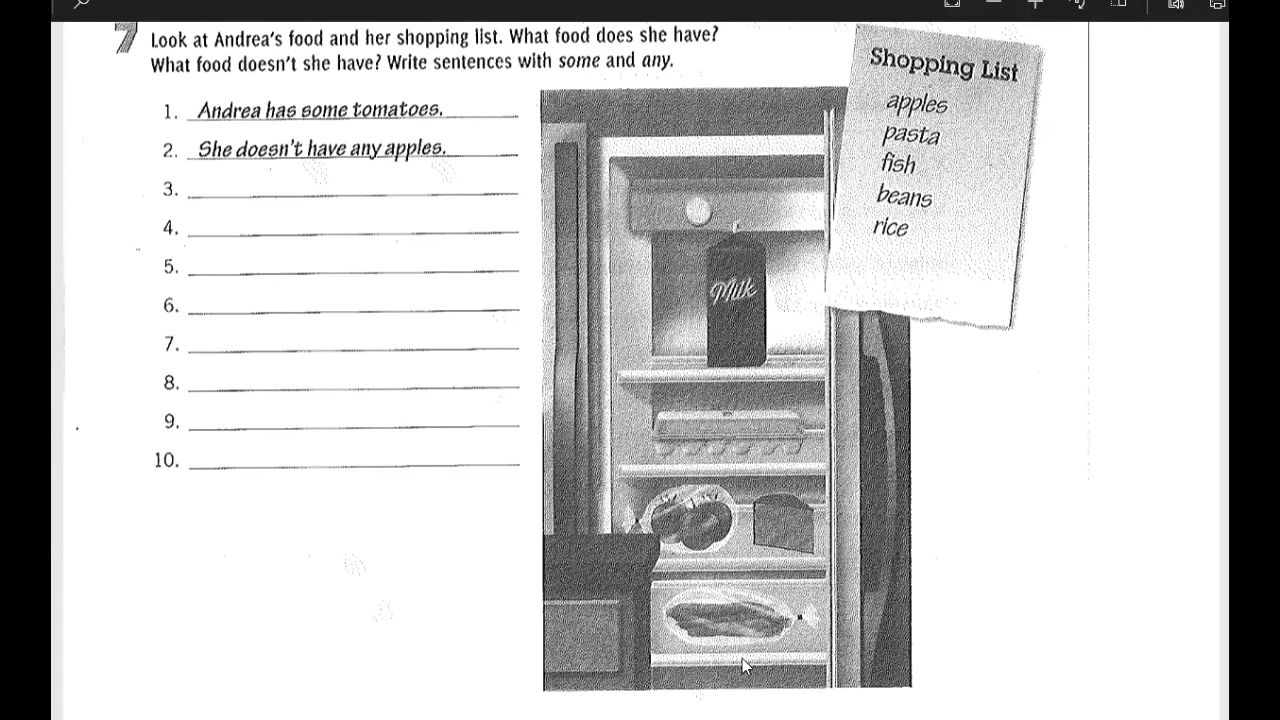 7 Look at Andrea's food and her shopping list. What food does she have?
What food doesn't she have? Write sentences with some and any.
1. Andrea has some tomatoes.
2. She doesn't have any apples.
3.
4.
5.
6.
7.
8.
9.
10.
Shopping List
apples
pasta
fish
beans
rice
Milk